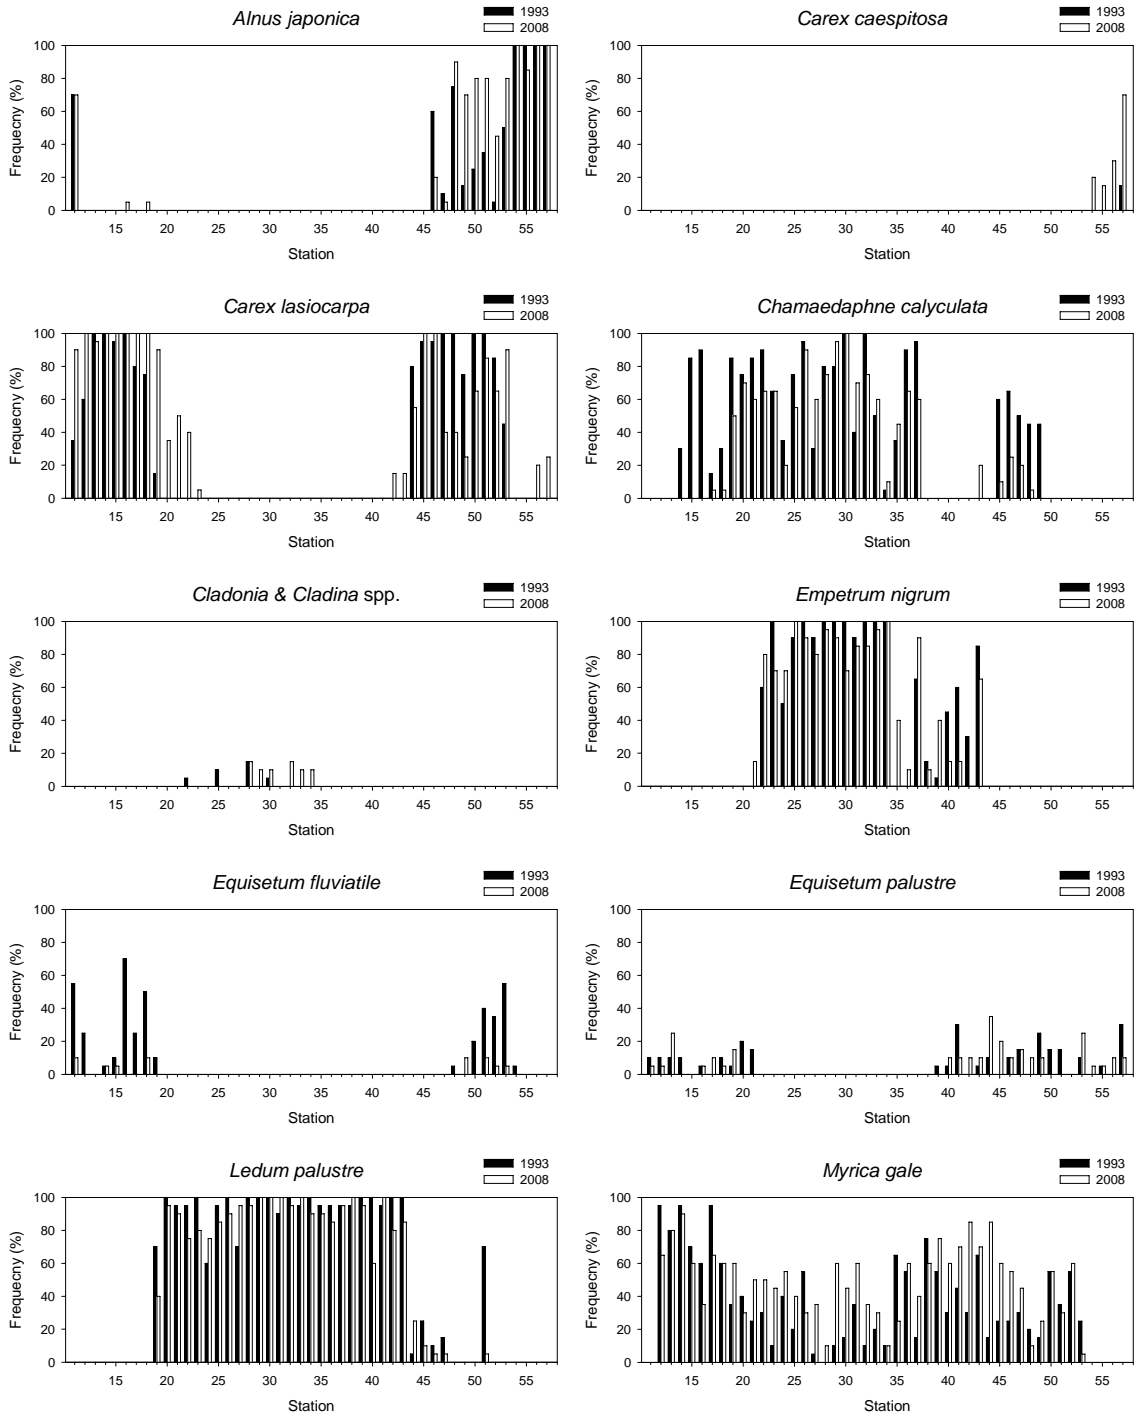 Alnus japonica
1993
2008
Frequecny (%)
100
80
60
40
20
0
15 20 25 30 35 40 45 50 55
Station
Carex caespitosa
1993
2008
Frequecny (%)
100
80
60
40
20
0
15 20 25 30 35 40 45 50 55
Station
Carex lasiocarpa
1993
2008
Frequecny (%)
100
80
60
40
20
0
15 20 25 30 35 40 45 50 55
Station
Chamaedaphne calyculata
1993
2008
Frequecny (%)
100
80
60
40
20
0
15 20 25 30 35 40 45 50 55
Station
Cladonia & Cladina spp.
1993
2008
Frequecny (%)
100
80
60
40
20
0
15 20 25 30 35 40 45 50 55
Station
Empetrum nigrum
1993
2008
Frequecny (%)
100
80
60
40
20
0
15 20 25 30 35 40 45 50 55
Station
Equisetum fluviatile
1993
2008
Frequecny (%)
100
80
60
40
20
0
15 20 25 30 35 40 45 50 55
Station
Equisetum palustre
1993
2008
Frequecny (%)
100
80
60
40
20
0
15 20 25 30 35 40 45 50 55
Station
Ledum palustre
1993
2008
Frequecny (%)
100
80
60
40
20
0
15 20 25 30 35 40 45 50 55
Station
Myrica gale
1993
2008
Frequecny (%)
100
80
60
40
20
0
15 20 25 30 35 40 45 50 55
Station